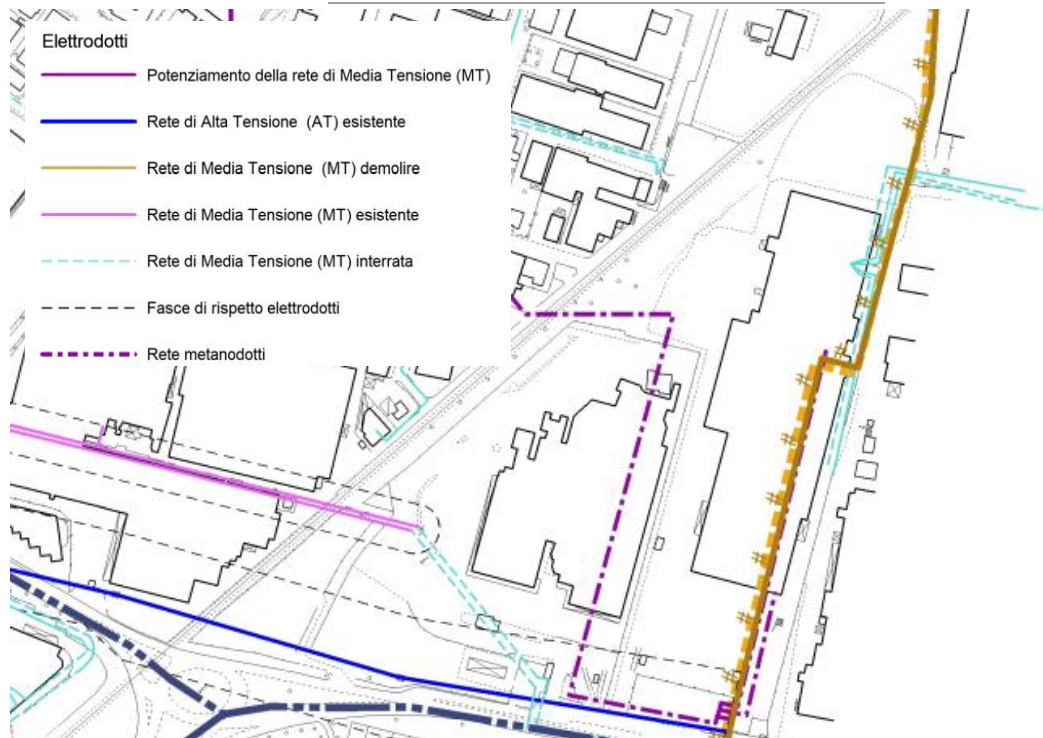 Elettrodotti
Potenziamento della rete di Media Tensione (MT)
Rete di Alta Tensione (AT) esistente
Rete di Media Tensione (MT) demolire
Rete di Media Tensione (MT) esistente
Rete di Media Tensione (MT) interrata
Fasce di rispetto elettrodotti
Rete metanodotti